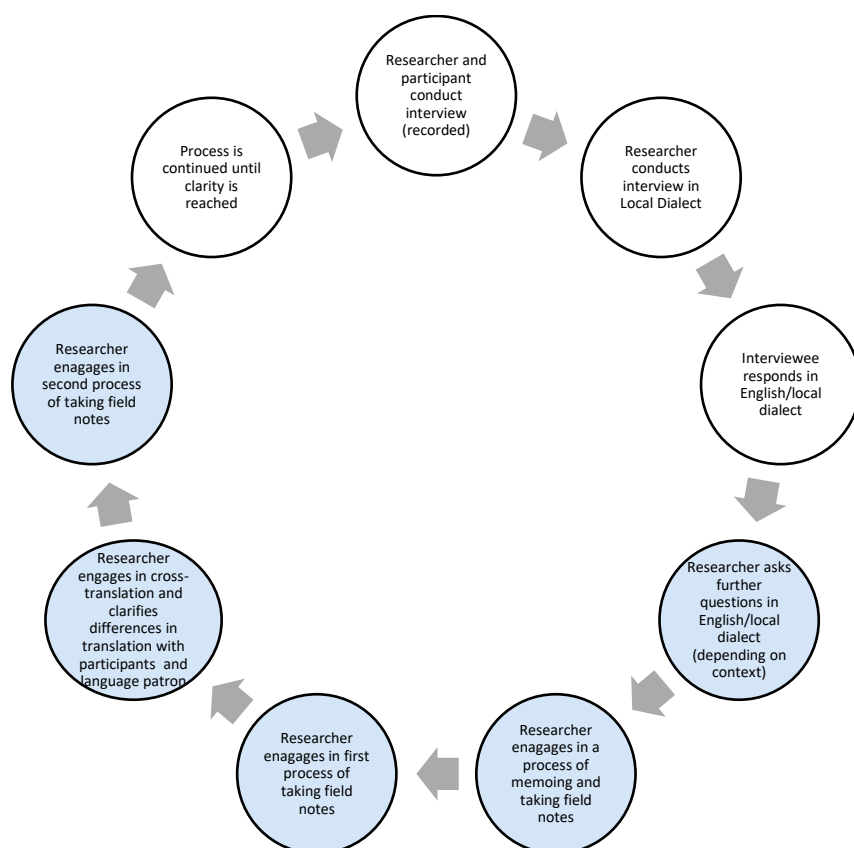 Researcher and
participant
conduct
interview
(recorded)
Researcher
conducts
interview in
Local Dialect
Interviewee
responds in
English/local
dialect
Researcher asks
further
questions in
English/local
dialect
(depending on
context)
Researcher
enagages in a
process of
memoing and
taking field
notes
Researcher
enagages in first
process of
taking field
notes
Researcher
engages in cross-
translation and
clarifies
differences in
translation with
participants and
language patron
Researcher
enagages in
second process
of taking field
notes
Process is
continued until
clarity is
reached